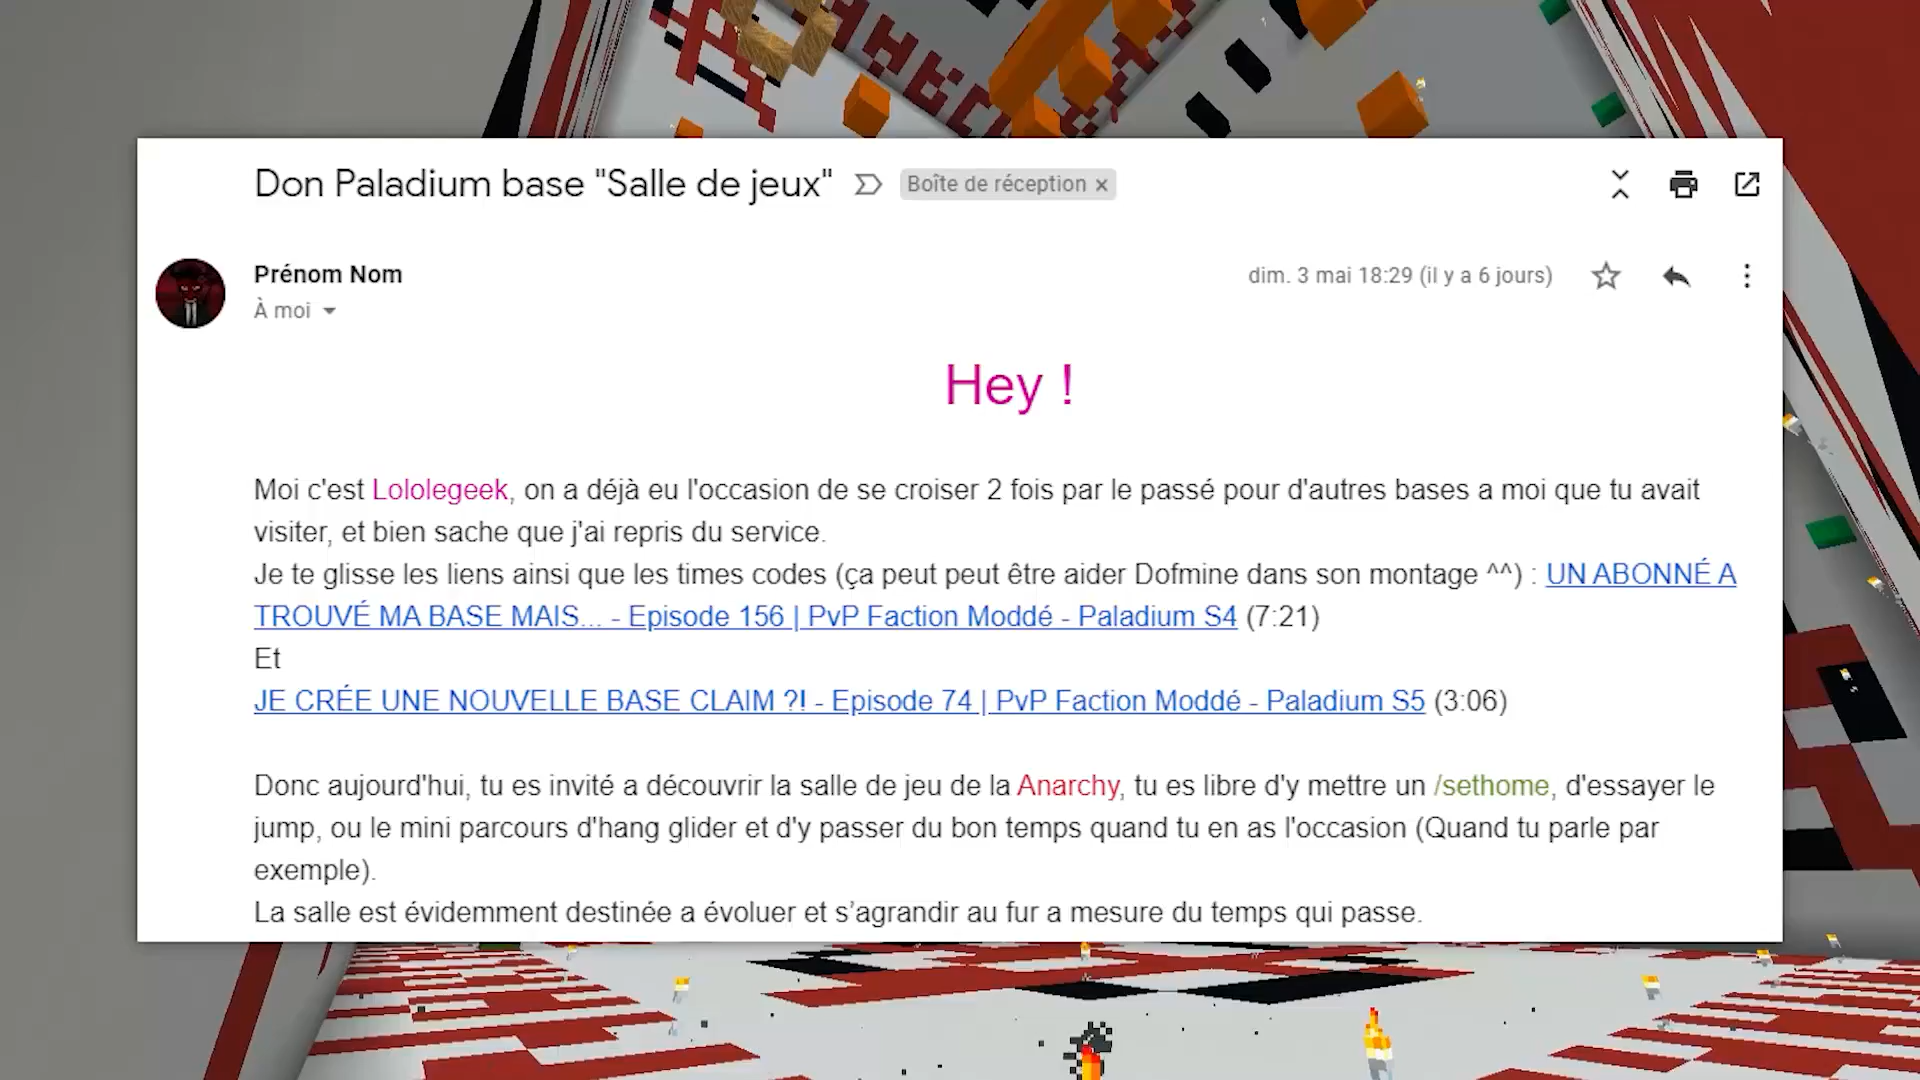 Don Paladium base "Salle de jeux" Boîte de réception ×
Prénom Nom
dim. 3 mai 18:29 (il y a 6 jours)
À moi
Hey !
Moi c'est Lololegeek, on a déjà eu l'occasion de se croiser 2 fois par le passé pour d'autres bases a moi que tu avait
visiter, et bien sache que j'ai repris du service.
Je te glisse les liens ainsi que les times codes (ça peut peut être aider Dofmine dans son montage ^^) : UN ABONNÉ A
TROUVÉ MA BASE MAIS... - Episode 156 | PvP Faction Moddé - Paladium S4 (7:21)
Et
JE CRÉE UNE NOUVELLE BASE CLAIM ?! - Episode 74 | PvP Faction Moddé - Paladium S5 (3:06)
Donc aujourd'hui, tu es invité a découvrir la salle de jeu de la Anarchy, tu es libre d'y mettre un /sethome, d'essayer le
jump, ou le mini parcours d'hang glider et d'y passer du bon temps quand tu en as l'occasion (Quand tu parle par
exemple).
La salle est évidemment destinée a évoluer et s’agrandir au fur a mesure du temps qui passe.